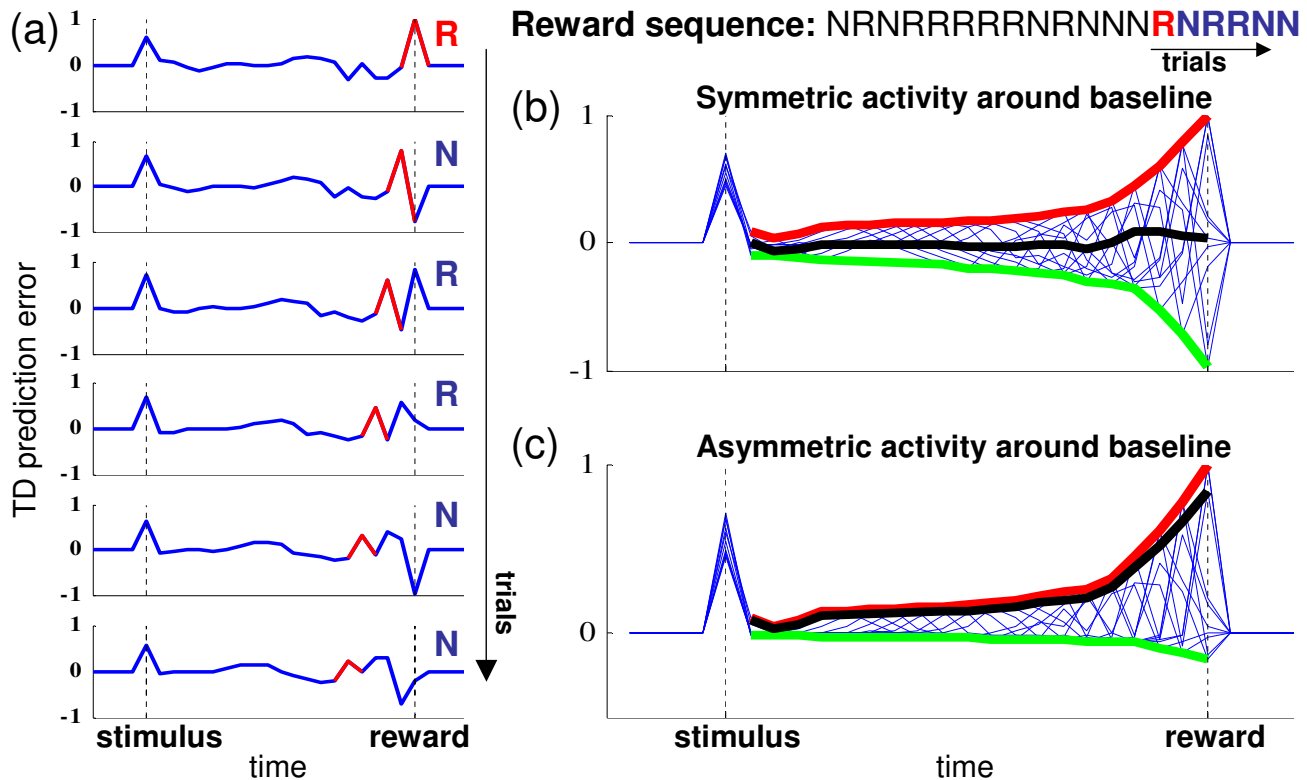 (a)
1
0
-1
R
1
0
-1
N
1
0
-1
R
1
0
-1
R
1
0
-1
N
1
0
-1
N
TD prediction error
stimulus reward
time
trials
Reward sequence: NRNRRRRRNRNNNRNRRNN
trials
(b)
Symmetric activity around baseline
1
0
-1
(c)
Asymmetric activity around baseline
1
0
stimulus reward
time